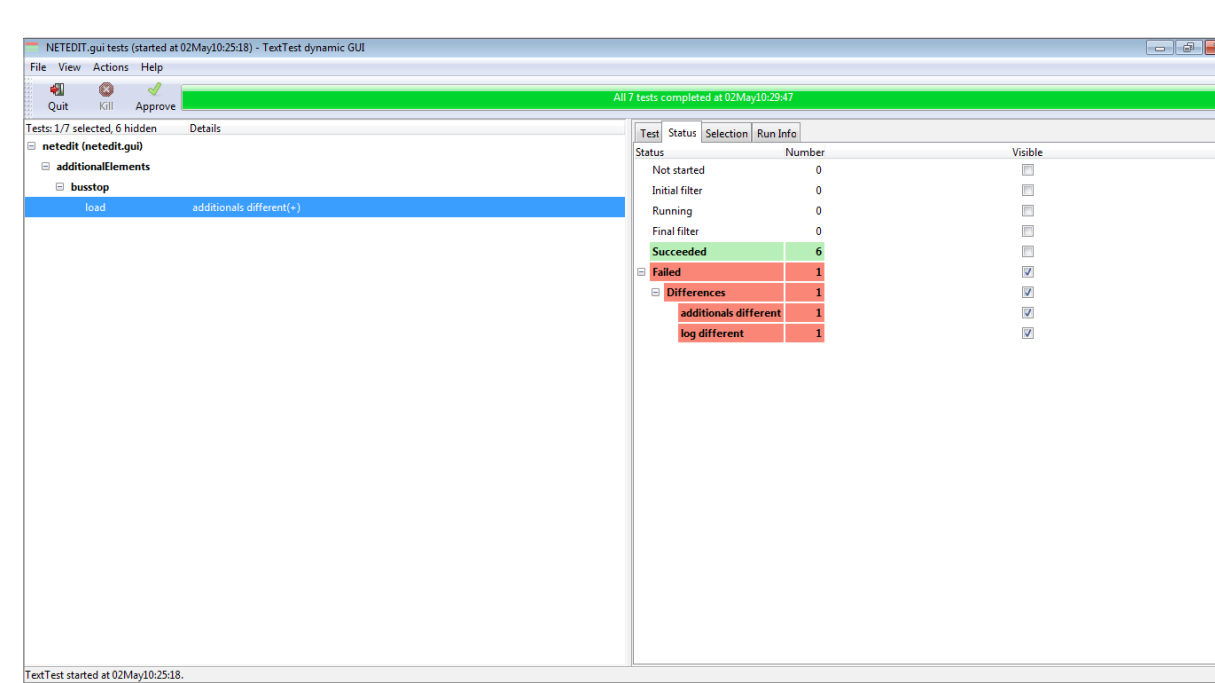 NETEDIT.gui tests (started at 02May10:25:18) - TextTest dynamic GUI
File View Actions Help
Quit Kill Approve
All 7 tests completed at 02May10:29:47
Tests: 1/7 selected, 6 hidden Details
netedit (netedit.gui)
additionalElements
busstop
load additionals different(+)
Test Status Selection Run Info
Status Number Visible
Not started 0
Initial filter 0
Running 0
Final filter 0
Succeeded 6
Failed 1
Differences 1
additionals different 1
log different 1
TextTest started at 02May10:25:18.